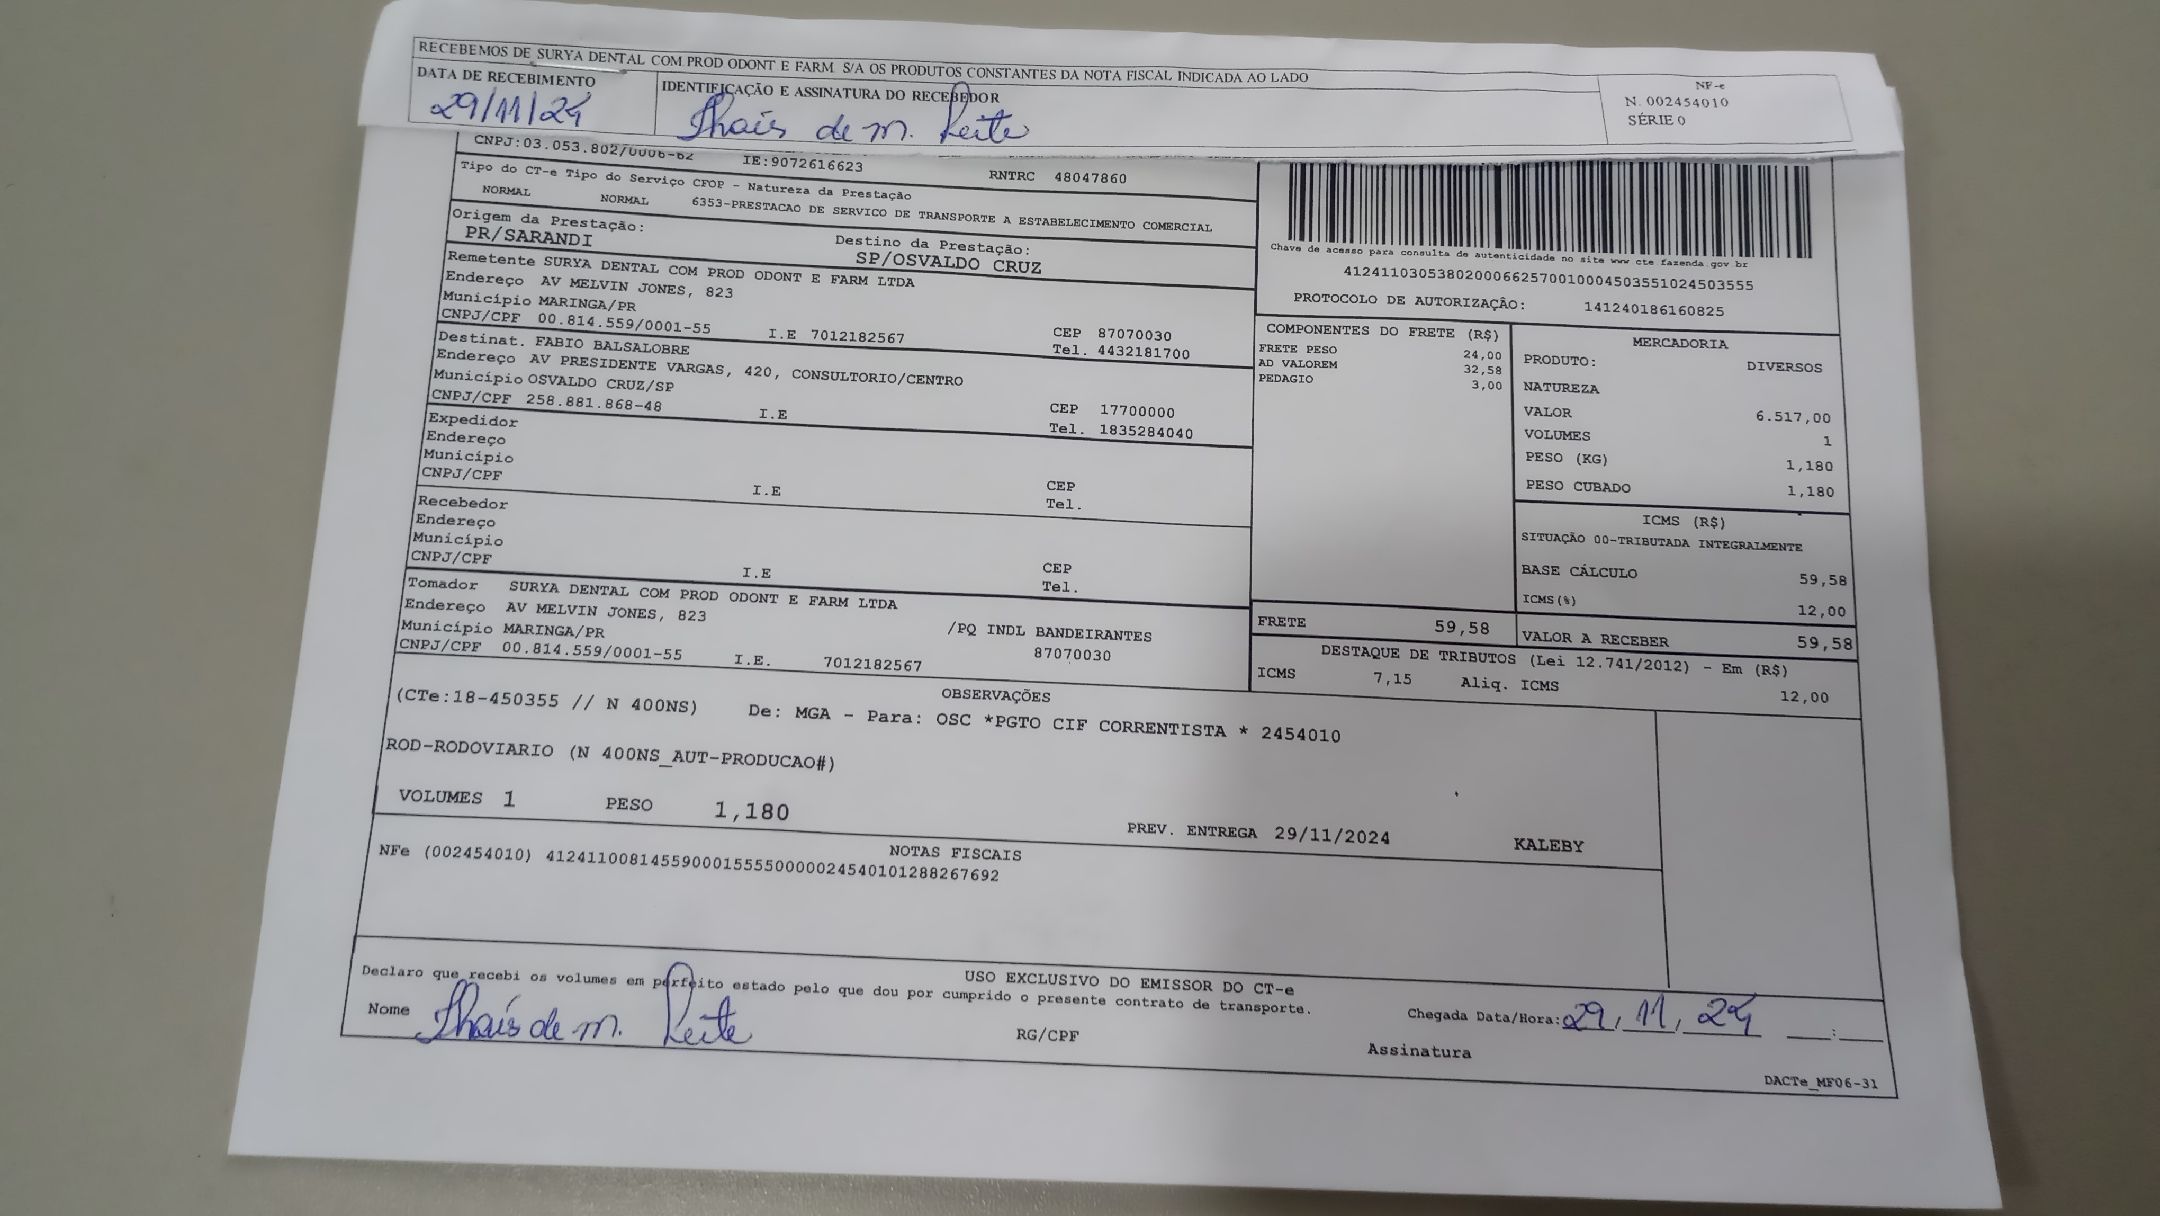 RECEBEMOS DE SURYA DENTAL COM PROD ODONT E FARM S/A OS PRODUTOS CONSTANTES DA NOTA FISCAL INDICADA AO LADO
DATA DE RECEBIMENTO
29/11/24
IDENTIFICAÇÃO E ASSINATURA DO RECEBEDOR
Thais de M. Leite
NF-e
N. 002454010
SÉRIE 0
CNPJ:03.053.802/0006-62 IE:9072616623 RNTRC 48047860
Tipo do CT-e Tipo do Serviço CFOP - Natureza da Prestação
NORMAL NORMAL 6353-PRESTACAO DE SERVICO DE TRANSPORTE A ESTABELECIMENTO COMERCIAL
Origem da Prestação: Destino da Prestação:
PR/SARANDI SP/OSVALDO CRUZ
Remetente SURYA DENTAL COM PROD ODONT E FARM LTDA
Endereço AV MELVIN JONES, 823
Município MARINGA/PR CEP 87070030
CNPJ/CPF 00.814.559/0001-55 I.E 7012182567 Tel. 4432181700
Destinat. FABIO BALSALOBRE
Endereço AV PRESIDENTE VARGAS, 420, CONSULTORIO/CENTRO
Município OSVALDO CRUZ/SP CEP 17700000
CNPJ/CPF 258.881.868-48 I.E Tel. 1835284040
Expedidor
Endereço
Município CEP
CNPJ/CPF I.E Tel.
Recebedor
Endereço
Município CEP
CNPJ/CPF I.E Tel.
Tomador SURYA DENTAL COM PROD ODONT E FARM LTDA
Endereço AV MELVIN JONES, 823 /PQ INDL BANDEIRANTES
Município MARINGA/PR 87070030
CNPJ/CPF 00.814.559/0001-55 I.E. 7012182567
Chave de acesso para consulta de autenticidade no site www cte fazenda.gov.br
41241103053802000662570010004503551024503555
PROTOCOLO DE AUTORIZAÇÃO: 141240186160825
COMPONENTES DO FRETE (R$)
FRETE PESO 24,00
AD VALOREM 32,58
PEDAGIO 3,00
MERCADORIA
PRODUTO: DIVERSOS
NATUREZA
VALOR 6.517,00
VOLUMES 1
PESO (KG) 1,180
PESO CUBADO 1,180
ICMS (R$)
SITUAÇÃO 00-TRIBUTADA INTEGRALMENTE
BASE CÁLCULO 59,58
ICMS(%) 12,00
FRETE 59,58 VALOR A RECEBER 59,58
DESTAQUE DE TRIBUTOS (Lei 12.741/2012) - Em (R$)
ICMS 7,15 Aliq. ICMS 12,00
OBSERVAÇÕES
(CTe:18-450355 // N 400NS) De: MGA - Para: OSC *PGTO CIF CORRENTISTA * 2454010
ROD-RODOVIARIO (N 400NS_AUT-PRODUCAO#)
VOLUMES 1 PESO 1,180 PREV. ENTREGA 29/11/2024 KALEBY
NOTAS FISCAIS
NFe (002454010) 41241100814559000155550000024540101288267692
USO EXCLUSIVO DO EMISSOR DO CT-e
Declaro que recebi os volumes em perfeito estado pelo que dou por cumprido o presente contrato de transporte.
Nome Thais de M. Leite RG/CPF Chegada Data/Hora: 29, 11, 24 __:__
Assinatura
DACTe_MF06-31